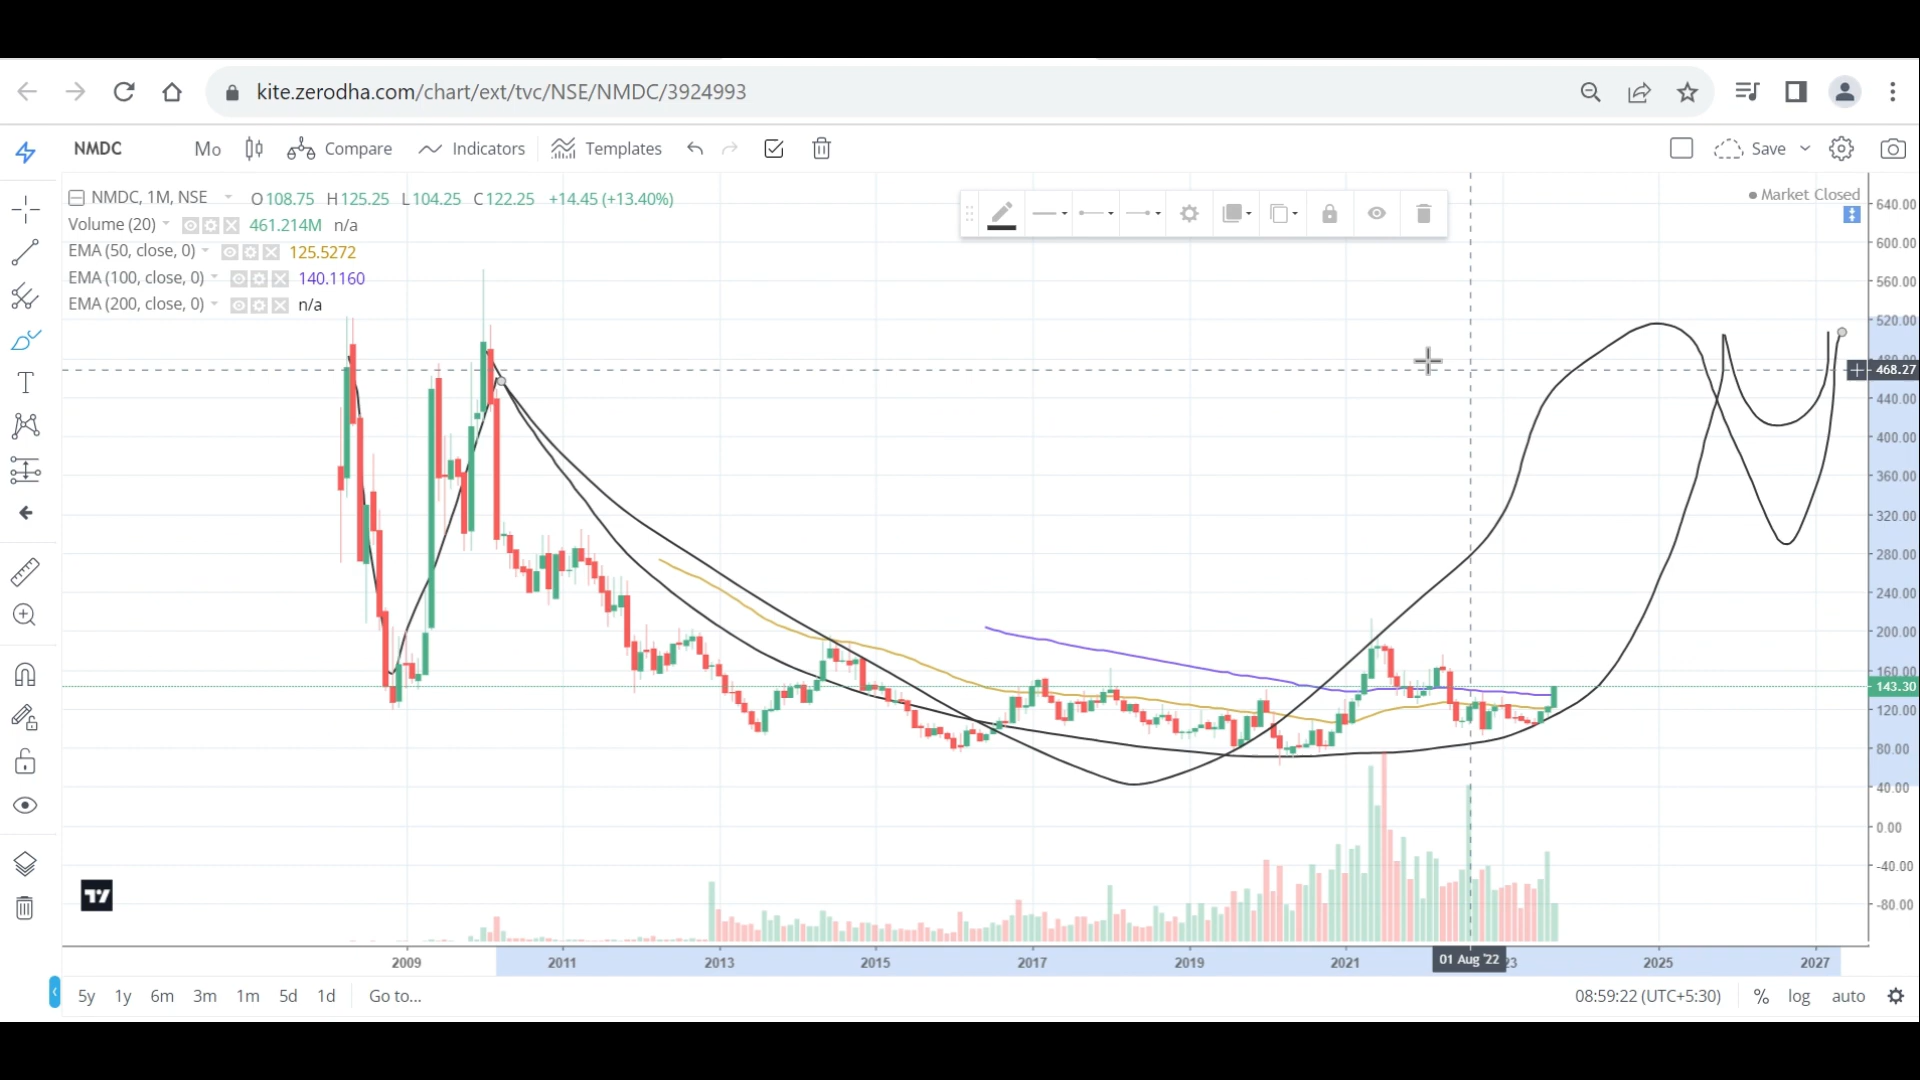 kite.zerodha.com/chart/ext/tvc/NSE/NMDC/3924993
NMDC Mo Compare Indicators Templates Save
NMDC, 1M, NSE O108.75 H125.25 L104.25 C122.25 +14.45 (+13.40%)
Market Closed
Volume (20) 461.214M n/a
EMA (50, close, 0) 125.5272
EMA (100, close, 0) 140.1160
EMA (200, close, 0) n/a
640.00
600.00
560.00
520.00
480.00
468.27
440.00
400.00
360.00
320.00
280.00
240.00
200.00
160.00
143.30
120.00
80.00
40.00
0.00
-40.00
-80.00
2009 2011 2013 2015 2017 2019 2021 01 Aug '22 23 2025 2027
5y 1y 6m 3m 1m 5d 1d Go to... 08:59:22 (UTC+5:30) % log auto